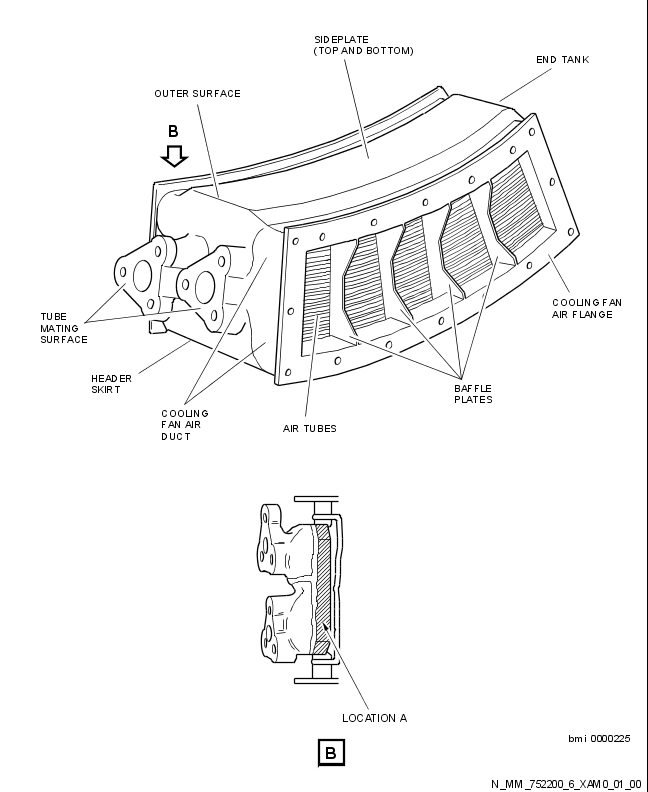 SIDEPLATE
(TOP AND BOTTOM)
END TANK
OUTER SURFACE
B
TUBE
MATING
SURFACE
COOLING FAN
AIR FLANGE
HEADER
SKIRT
BAFFLE
PLATES
COOLING
FAN AIR
DUCT
AIR TUBES
LOCATION A
B
bmi 0000225
N_MM_752200_6_XAM0_01_00